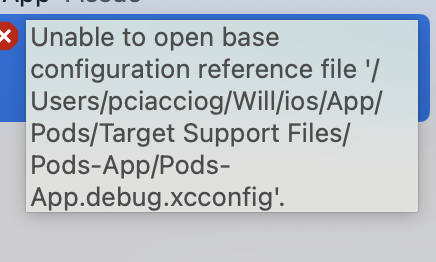 Unable to open base
configuration reference file '/
Users/pciacciog/Will/ios/App/
Pods/Target Support Files/
Pods-App/Pods-
App.debug.xcconfig'.